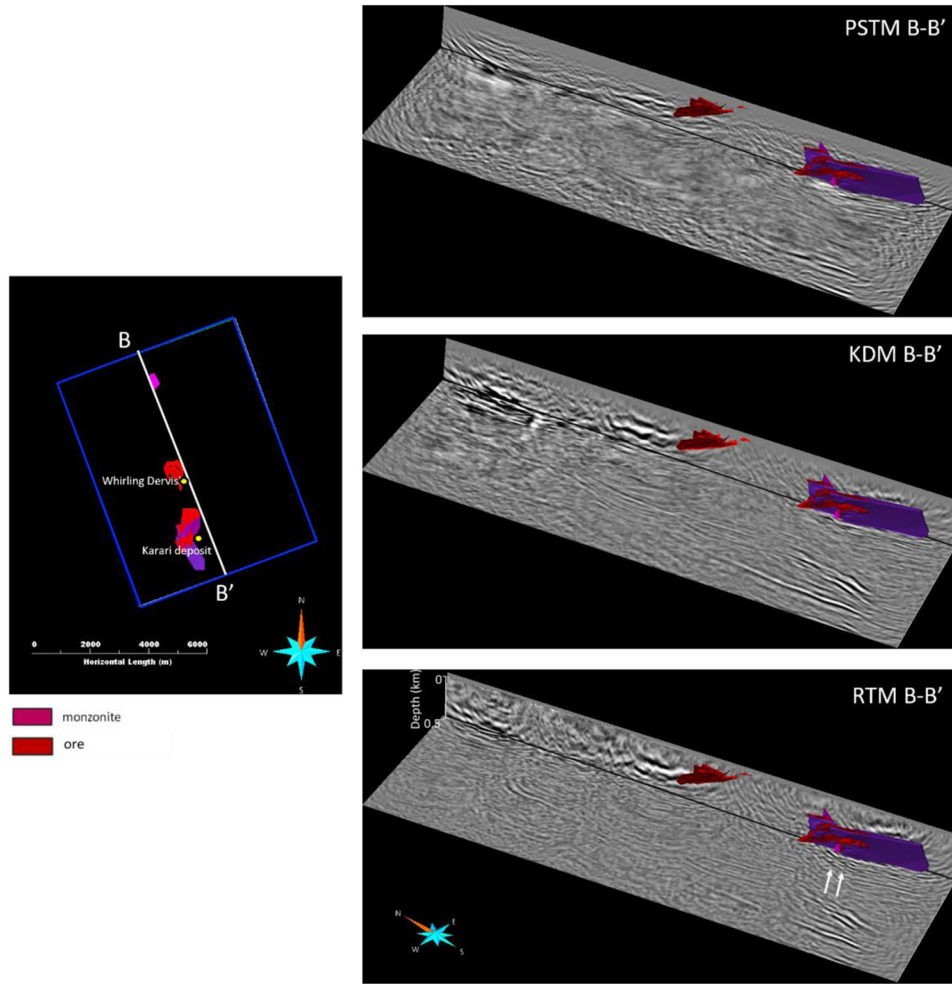 PSTM B-B'
B
Whirling Dervis
Karari deposit
B'
N
W
E
S
0 2000 4000 6000
Horizontal Length (m)
monzonite
ore
KDM B-B'
RTM B-B'
Depth (km)
0
0.5
N
E
W
S